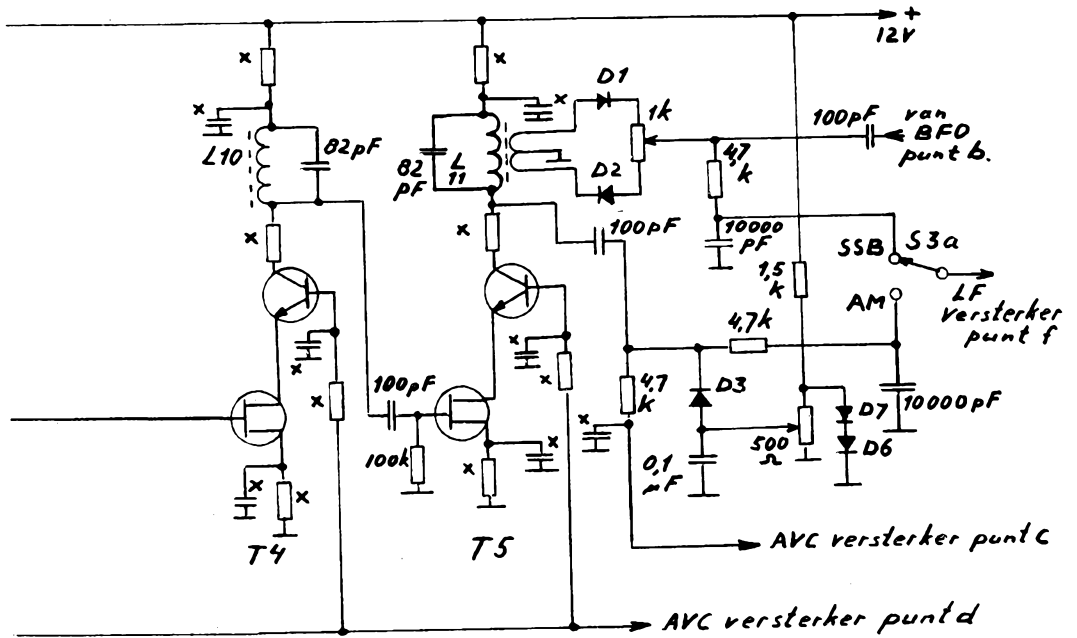 +
12V
x
x
D1
x
x
1k
100pF
van
BFO
punt b.
L10
82pF
82
pF
L
11
D2
4,7
k
x
x
100pF
10000
pF
SSB
S3a
1,5
k
LF
versterker
punt f
AM
4,7k
x
x
100pF
x
x
4,7
k
D3
D7
10000pF
x
D6
100k
x
0,1
µF
500
Ω
x
x
x
T4
T5
AVC versterker punt c
AVC versterker punt d